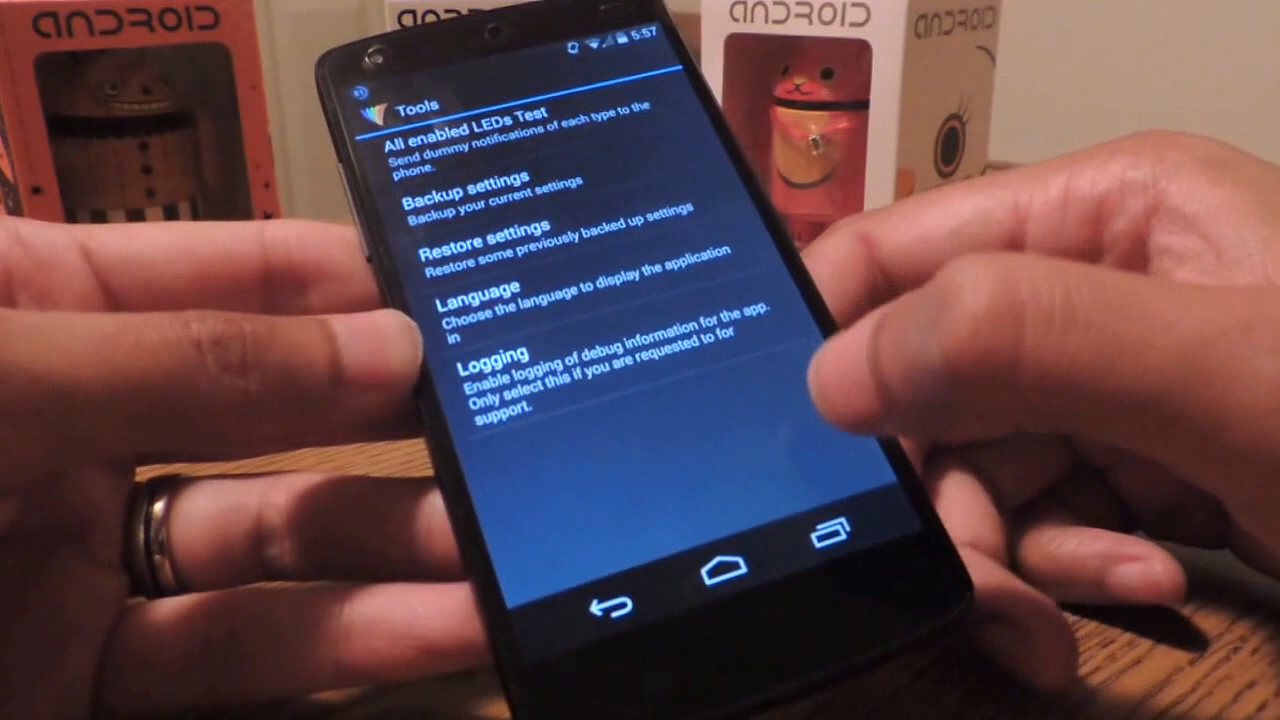 ANDROID
ANDROID
ANDROID
ANDROID
5:57
Tools
All enabled LEDs Test
Send dummy notifications of each type to the
phone.
Backup settings
Backup your current settings
Restore settings
Restore some previously backed up settings
Language
Choose the language to display the application
in
Logging
Enable logging of debug information for the app.
Only select this if you are requested to for
support.